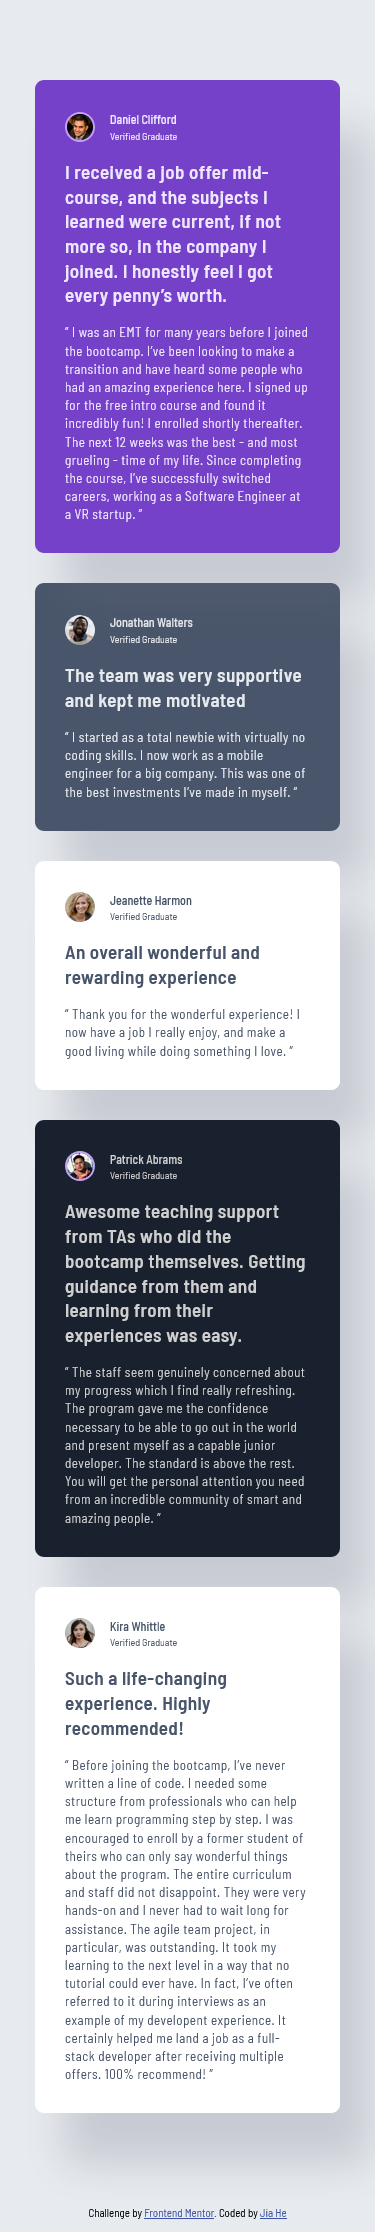 Daniel Clifford
Verified Graduate
I received a job offer mid-
course, and the subjects I
learned were current, if not
more so, in the company I
joined. I honestly feel I got
every penny’s worth.
“ I was an EMT for many years before I joined
the bootcamp. I’ve been looking to make a
transition and have heard some people who
had an amazing experience here. I signed up
for the free intro course and found it
incredibly fun! I enrolled shortly thereafter.
The next 12 weeks was the best - and most
grueling - time of my life. Since completing
the course, I’ve successfully switched
careers, working as a Software Engineer at
a VR startup. ”
Jonathan Walters
Verified Graduate
The team was very supportive
and kept me motivated
“ I started as a total newbie with virtually no
coding skills. I now work as a mobile
engineer for a big company. This was one of
the best investments I’ve made in myself. ”
Jeanette Harmon
Verified Graduate
An overall wonderful and
rewarding experience
“ Thank you for the wonderful experience! I
now have a job I really enjoy, and make a
good living while doing something I love. ”
Patrick Abrams
Verified Graduate
Awesome teaching support
from TAs who did the
bootcamp themselves. Getting
guidance from them and
learning from their
experiences was easy.
“ The staff seem genuinely concerned about
my progress which I find really refreshing.
The program gave me the confidence
necessary to be able to go out in the world
and present myself as a capable junior
developer. The standard is above the rest.
You will get the personal attention you need
from an incredible community of smart and
amazing people. ”
Kira Whittle
Verified Graduate
Such a life-changing
experience. Highly
recommended!
“ Before joining the bootcamp, I’ve never
written a line of code. I needed some
structure from professionals who can help
me learn programming step by step. I was
encouraged to enroll by a former student of
theirs who can only say wonderful things
about the program. The entire curriculum
and staff did not disappoint. They were very
hands-on and I never had to wait long for
assistance. The agile team project, in
particular, was outstanding. It took my
learning to the next level in a way that no
tutorial could ever have. In fact, I’ve often
referred to it during interviews as an
example of my developent experience. It
certainly helped me land a job as a full-
stack developer after receiving multiple
offers. 100% recommend! ”
Challenge by Frontend Mentor. Coded by Jia He